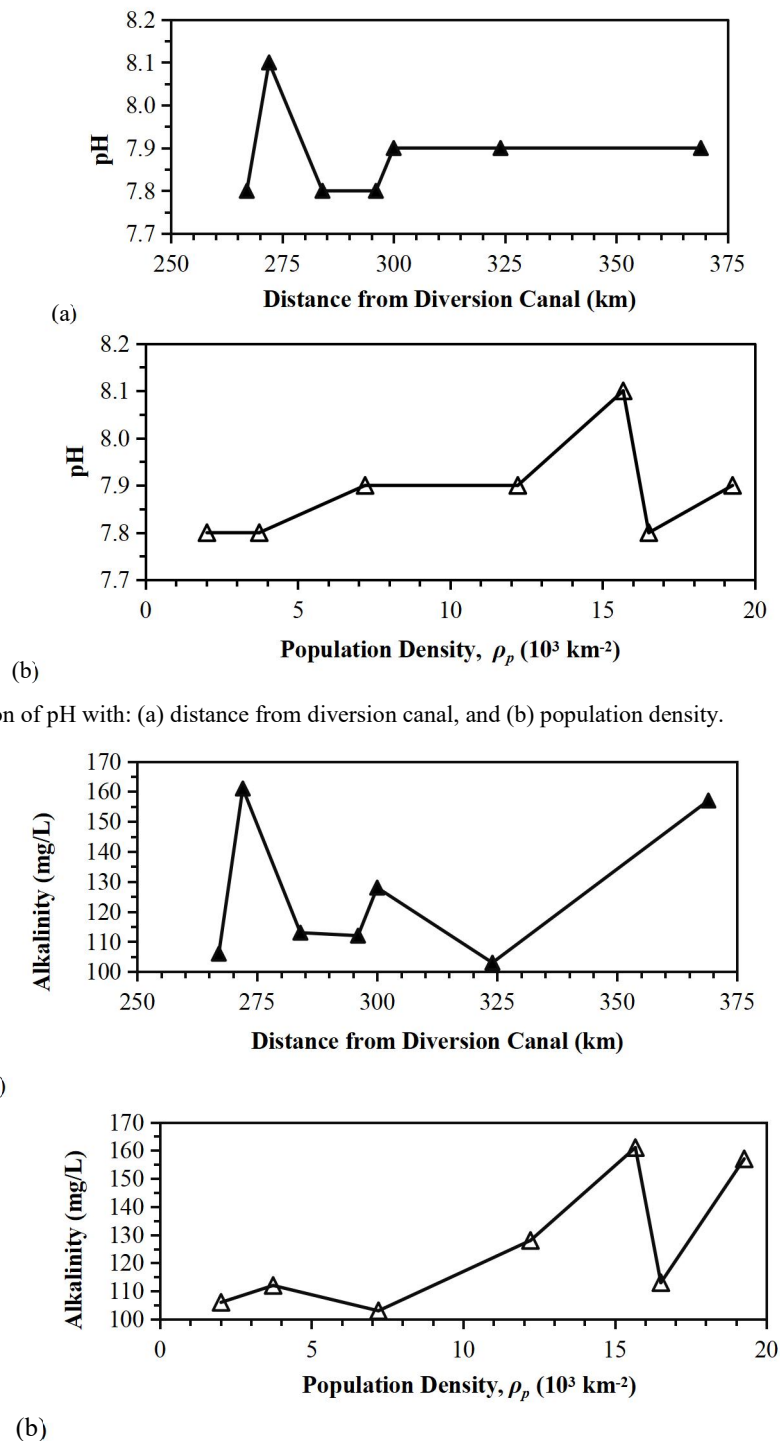 8.2
8.1
8.0
7.9
7.8
7.7
pH
250 275 300 325 350 375
Distance from Diversion Canal (km)
(a)
8.2
8.1
8.0
7.9
7.8
7.7
pH
0 5 10 15 20
Population Density, ρp (10³ km-²)
(b)
on of pH with: (a) distance from diversion canal, and (b) population density.
170
160
150
140
130
120
110
100
Alkalinity (mg/L)
250 275 300 325 350 375
Distance from Diversion Canal (km)
)
170
160
150
140
130
120
110
100
Alkalinity (mg/L)
0 5 10 15 20
Population Density, ρp (10³ km-²)
(b)